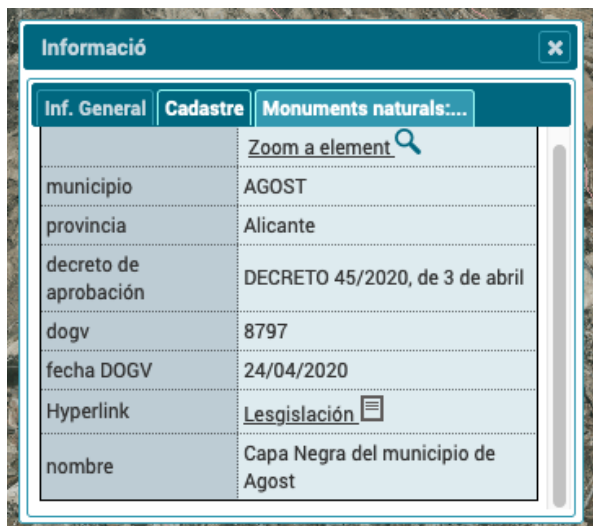 Informació
Inf. General Cadastre Monuments naturals:...
Zoom a element
municipio AGOST
provincia Alicante
decreto de
aprobación DECRETO 45/2020, de 3 de abril
dogv 8797
fecha DOGV 24/04/2020
Hyperlink Lesgislación
nombre Capa Negra del municipio de
Agost